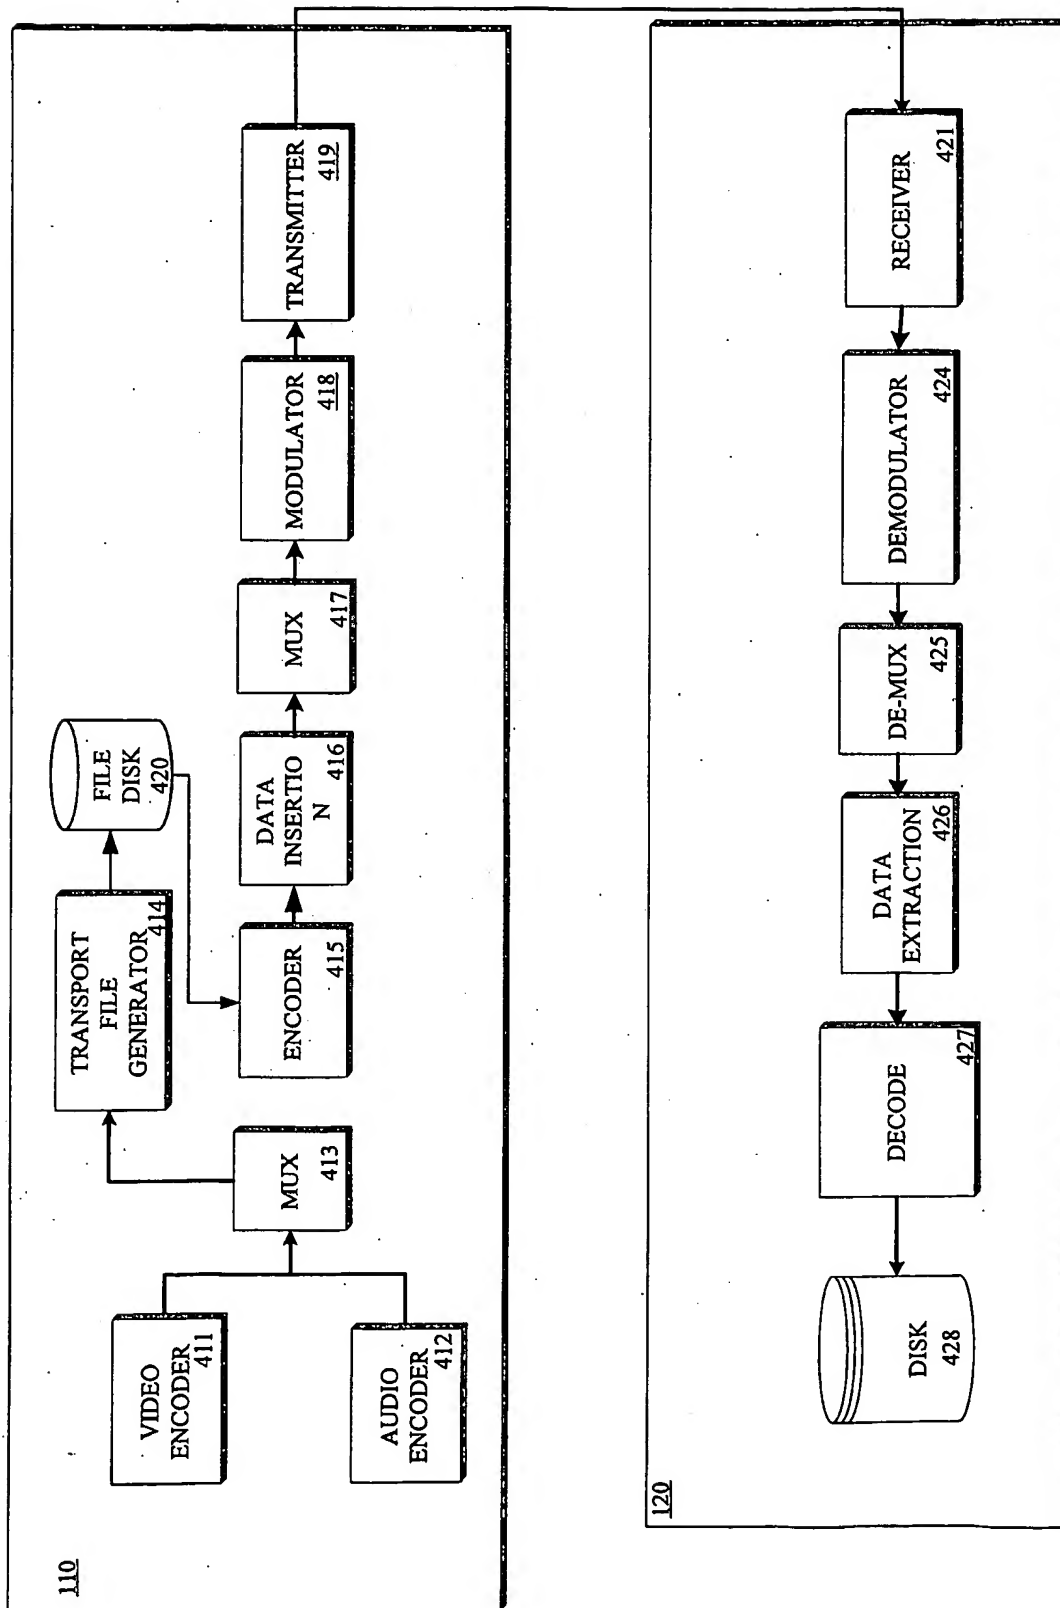 110
VIDEO
ENCODER
411
AUDIO
ENCODER
412
MUX
413
TRANSPORT
FILE
GENERATOR
414
FILE
DISK
420
ENCODER
415
DATA
INSERTIO
N
416
MUX
417
MODULATOR
418
TRANSMITTER
419
120
RECEIVER
421
DEMODULATOR
424
DE-MUX
425
DATA
EXTRACTION
426
DECODE
427
DISK
428